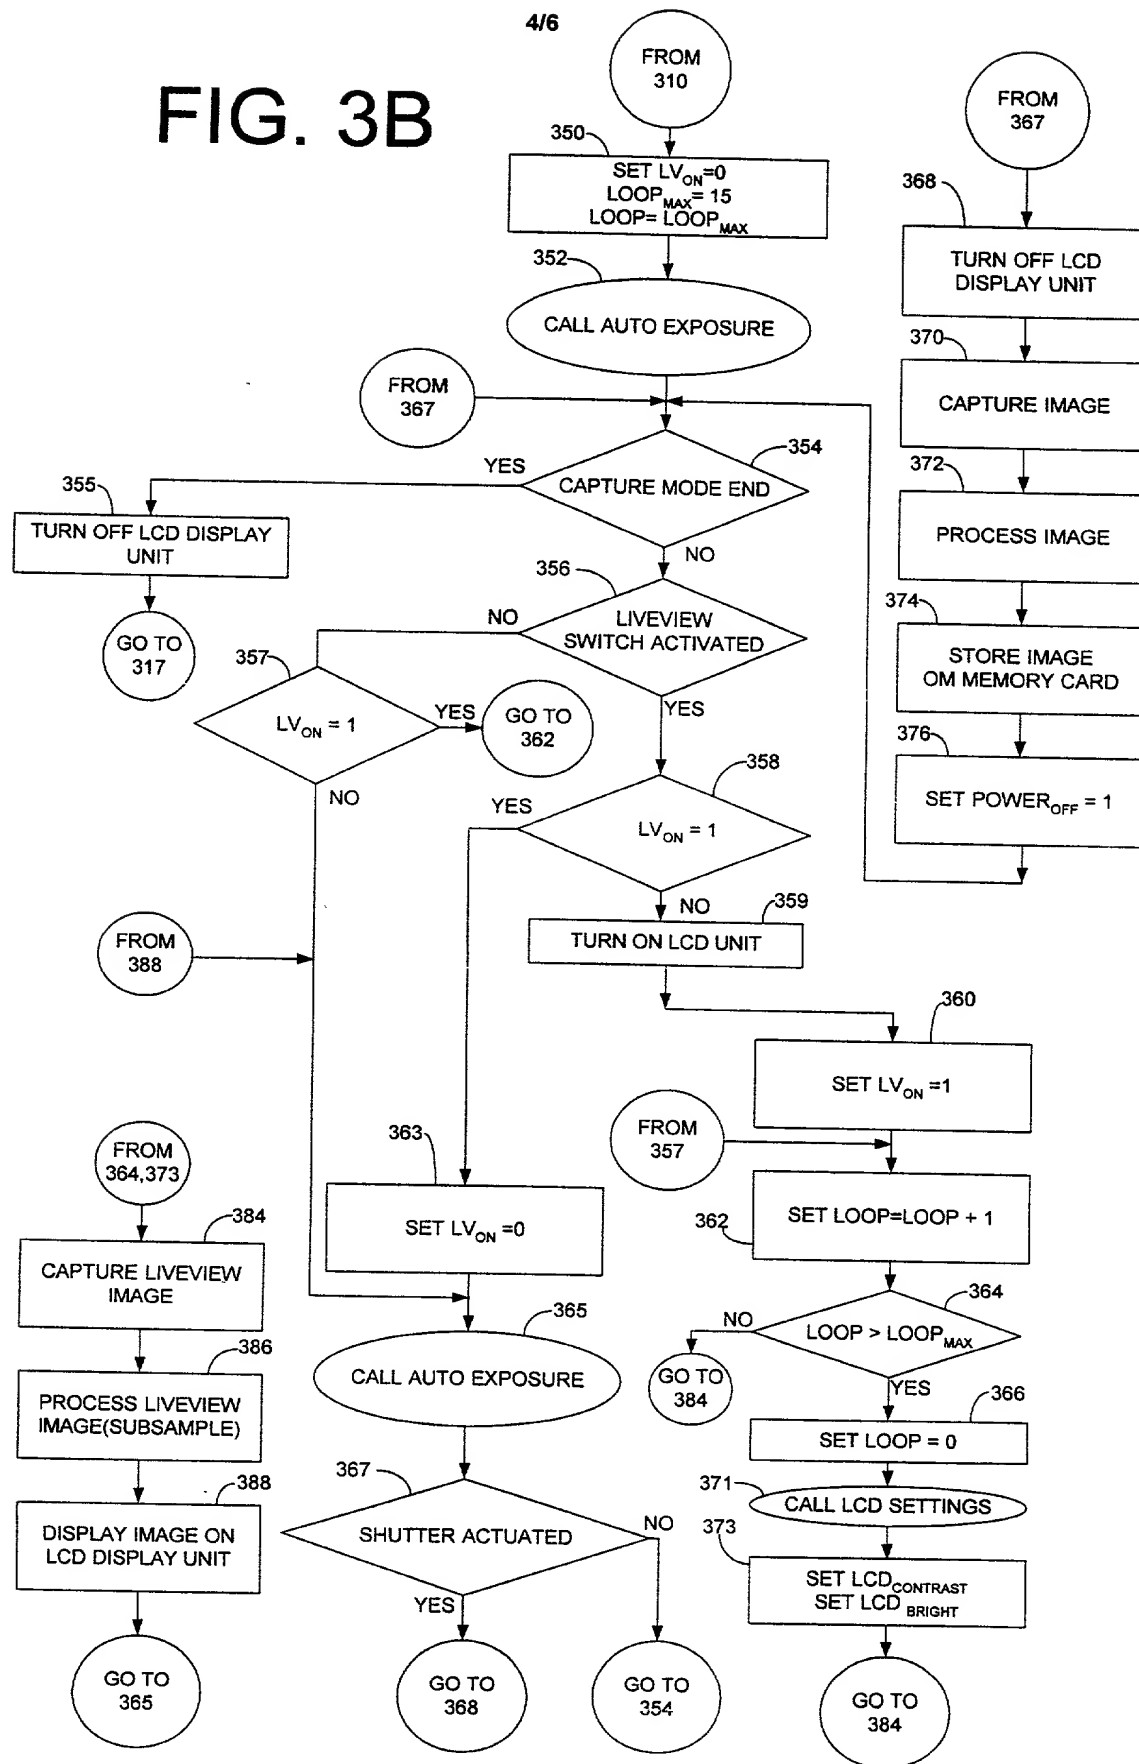 4/6
FIG. 3B
FROM
310
FROM
367
350
SET LV_ON=0
LOOP_MAX= 15
LOOP= LOOP_MAX
368
TURN OFF LCD
DISPLAY UNIT
352
CALL AUTO EXPOSURE
370
CAPTURE IMAGE
FROM
367
354
CAPTURE MODE END
YES
NO
355
TURN OFF LCD DISPLAY
UNIT
GO TO
317
372
PROCESS IMAGE
356
LIVEVIEW
SWITCH ACTIVATED
NO
YES
374
STORE IMAGE
OM MEMORY CARD
357
LV_ON = 1
YES
NO
GO TO
362
376
SET POWER_OFF = 1
358
LV_ON = 1
YES
NO
359
TURN ON LCD UNIT
FROM
388
360
SET LV_ON =1
FROM
357
FROM
364,373
363
SET LV_ON =0
362
SET LOOP=LOOP + 1
384
CAPTURE LIVEVIEW
IMAGE
364
LOOP > LOOP_MAX
NO
YES
GO TO
384
365
CALL AUTO EXPOSURE
386
PROCESS LIVEVIEW
IMAGE(SUBSAMPLE)
366
SET LOOP = 0
371
CALL LCD SETTINGS
388
DISPLAY IMAGE ON
LCD DISPLAY UNIT
367
SHUTTER ACTUATED
NO
YES
373
SET LCD_CONTRAST
SET LCD_BRIGHT
GO TO
365
GO TO
368
GO TO
354
GO TO
384